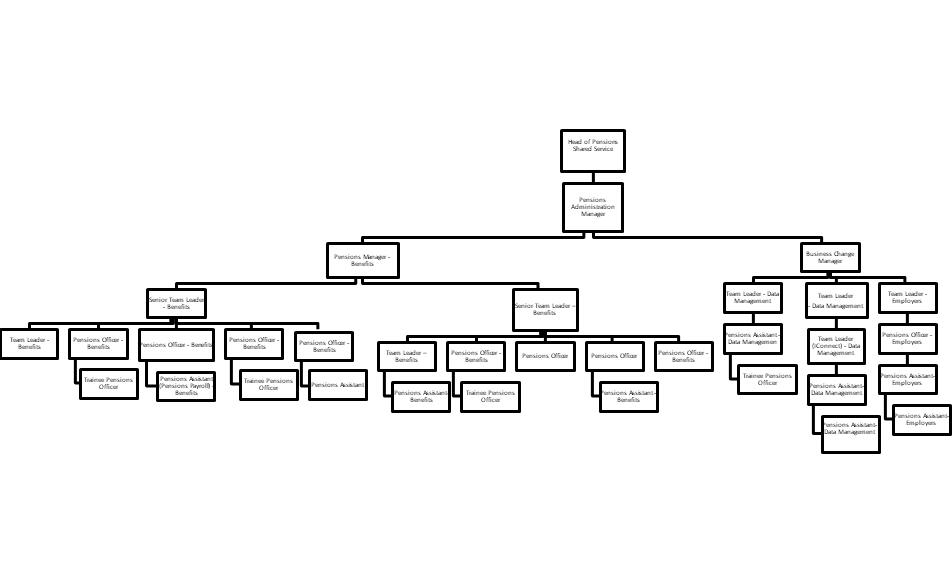 Head of Pensions
Shared Service
Pensions
Administration
Manager
Pensions Manager -
Benefits
Business Change
Manager
Senior Team Leader
- Benefits
Senior Team Leader –
Benefits
Team Leader - Data
Management
Team Leader
- Data Management
Team Leader -
Employers
Team Leader -
Benefits
Pensions Officer -
Benefits
Pensions Officer - Benefits
Pensions Officer -
Benefits
Pensions Officer -
Benefits
Team Leader –
Benefits
Pensions Officer -
Benefits
Pensions Officer
Pensions Officer
Pensions Officer -
Benefits
Pensions Assistant-
Data Management
Team Leader
(iConnect) - Data
Management
Pensions Officer -
Employers
Trainee Pensions
Officer
Pensions Assistant
(Pensions Payroll) -
Benefits
Trainee Pensions
Officer
Pensions Assistant
Pensions Assistant-
Benefits
Trainee Pensions
Officer
Pensions Assistant-
Benefits
Trainee Pensions
Officer
Pensions Assistant-
Data Management
Pensions Assistant-
Employers
Pensions Assistant-
Data Management
Pensions Assistant-
Employers